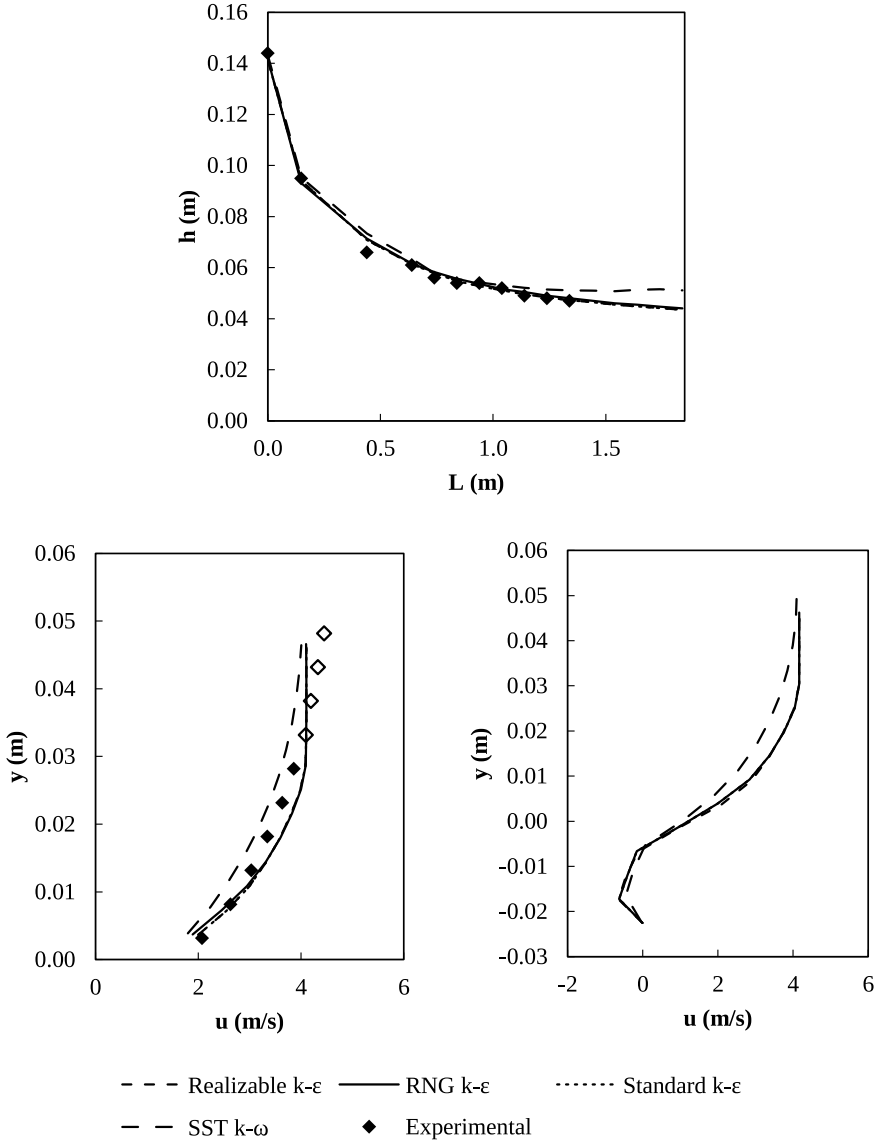 0.16
0.14
0.12
0.10
h (m)
0.08
0.06
0.04
0.02
0.00
0.0 0.5 1.0 1.5
L (m)
0.06
0.05
0.04
y (m)
0.03
0.02
0.01
0.00
0 2 4 6
u (m/s)
0.06
0.05
0.04
0.03
y (m)
0.02
0.01
0.00
-0.01
-0.02
-0.03
-2 0 2 4 6
u (m/s)
Realizable k-ε RNG k-ε Standard k-ε
SST k-ω Experimental